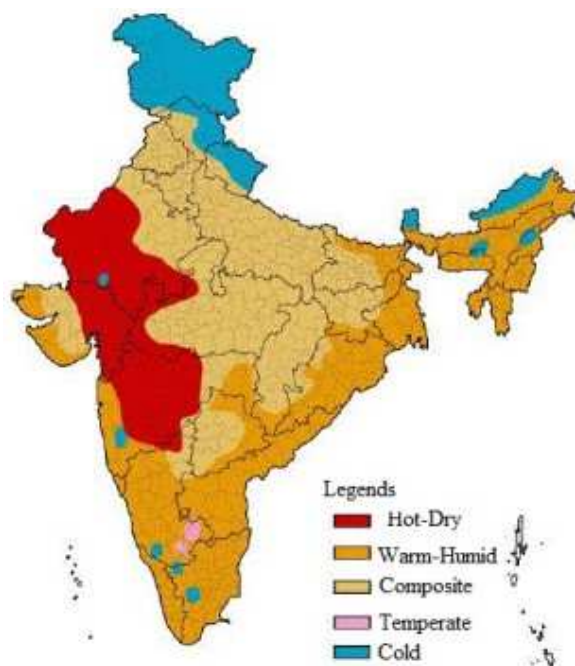 Legends
Hot-Dry
Warm-Humid
Composite
Temperate
Cold